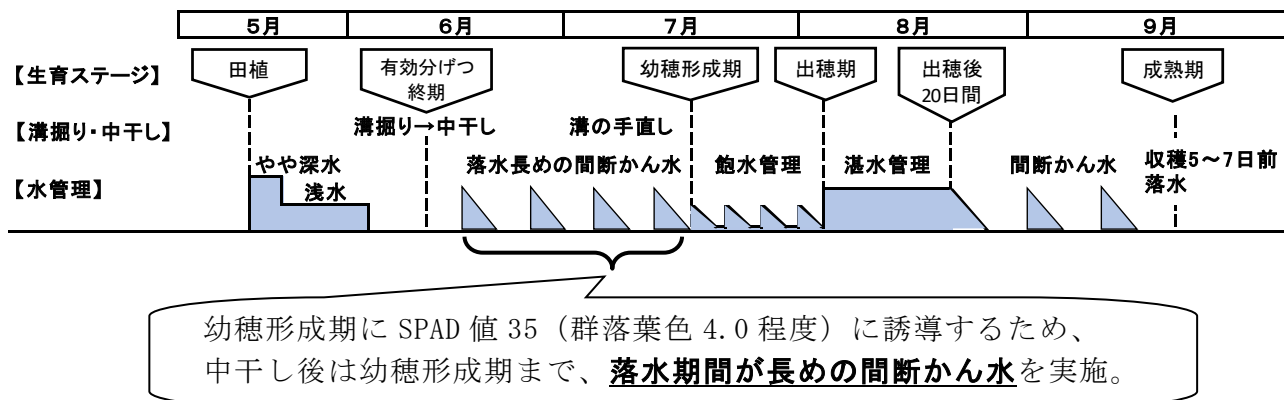 5月 6月 7月 8月 9月
【生育ステージ】
田植
有効分げつ
終期
幼穂形成期
出穂期
出穂後
20日間
成熟期
【溝掘り・中干し】
溝掘り→中干し
溝の手直し
【水管理】
やや深水
浅水
落水長めの間断かん水
飽水管理
湛水管理
間断かん水
収穫5~7日前
落水
幼穂形成期に SPAD 値 35（群落葉色 4.0 程度）に誘導するため、
中干し後は幼穂形成期まで、落水期間が長めの間断かん水を実施。